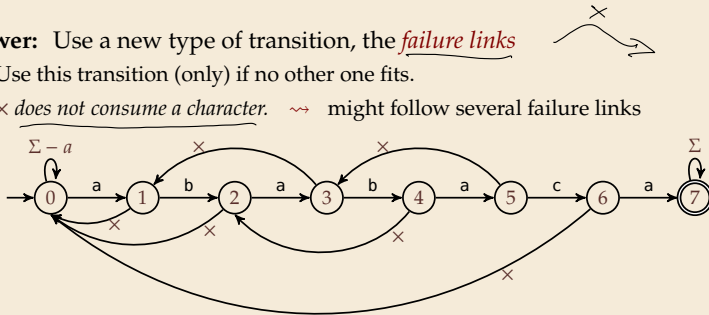 wer: Use a new type of transition, the failure links ×
Use this transition (only) if no other one fits.
× does not consume a character. ⇝ might follow several failure links
Σ − a × × Σ
0 a 1 b 2 a 3 b 4 a 5 c 6 a 7
× × × ×